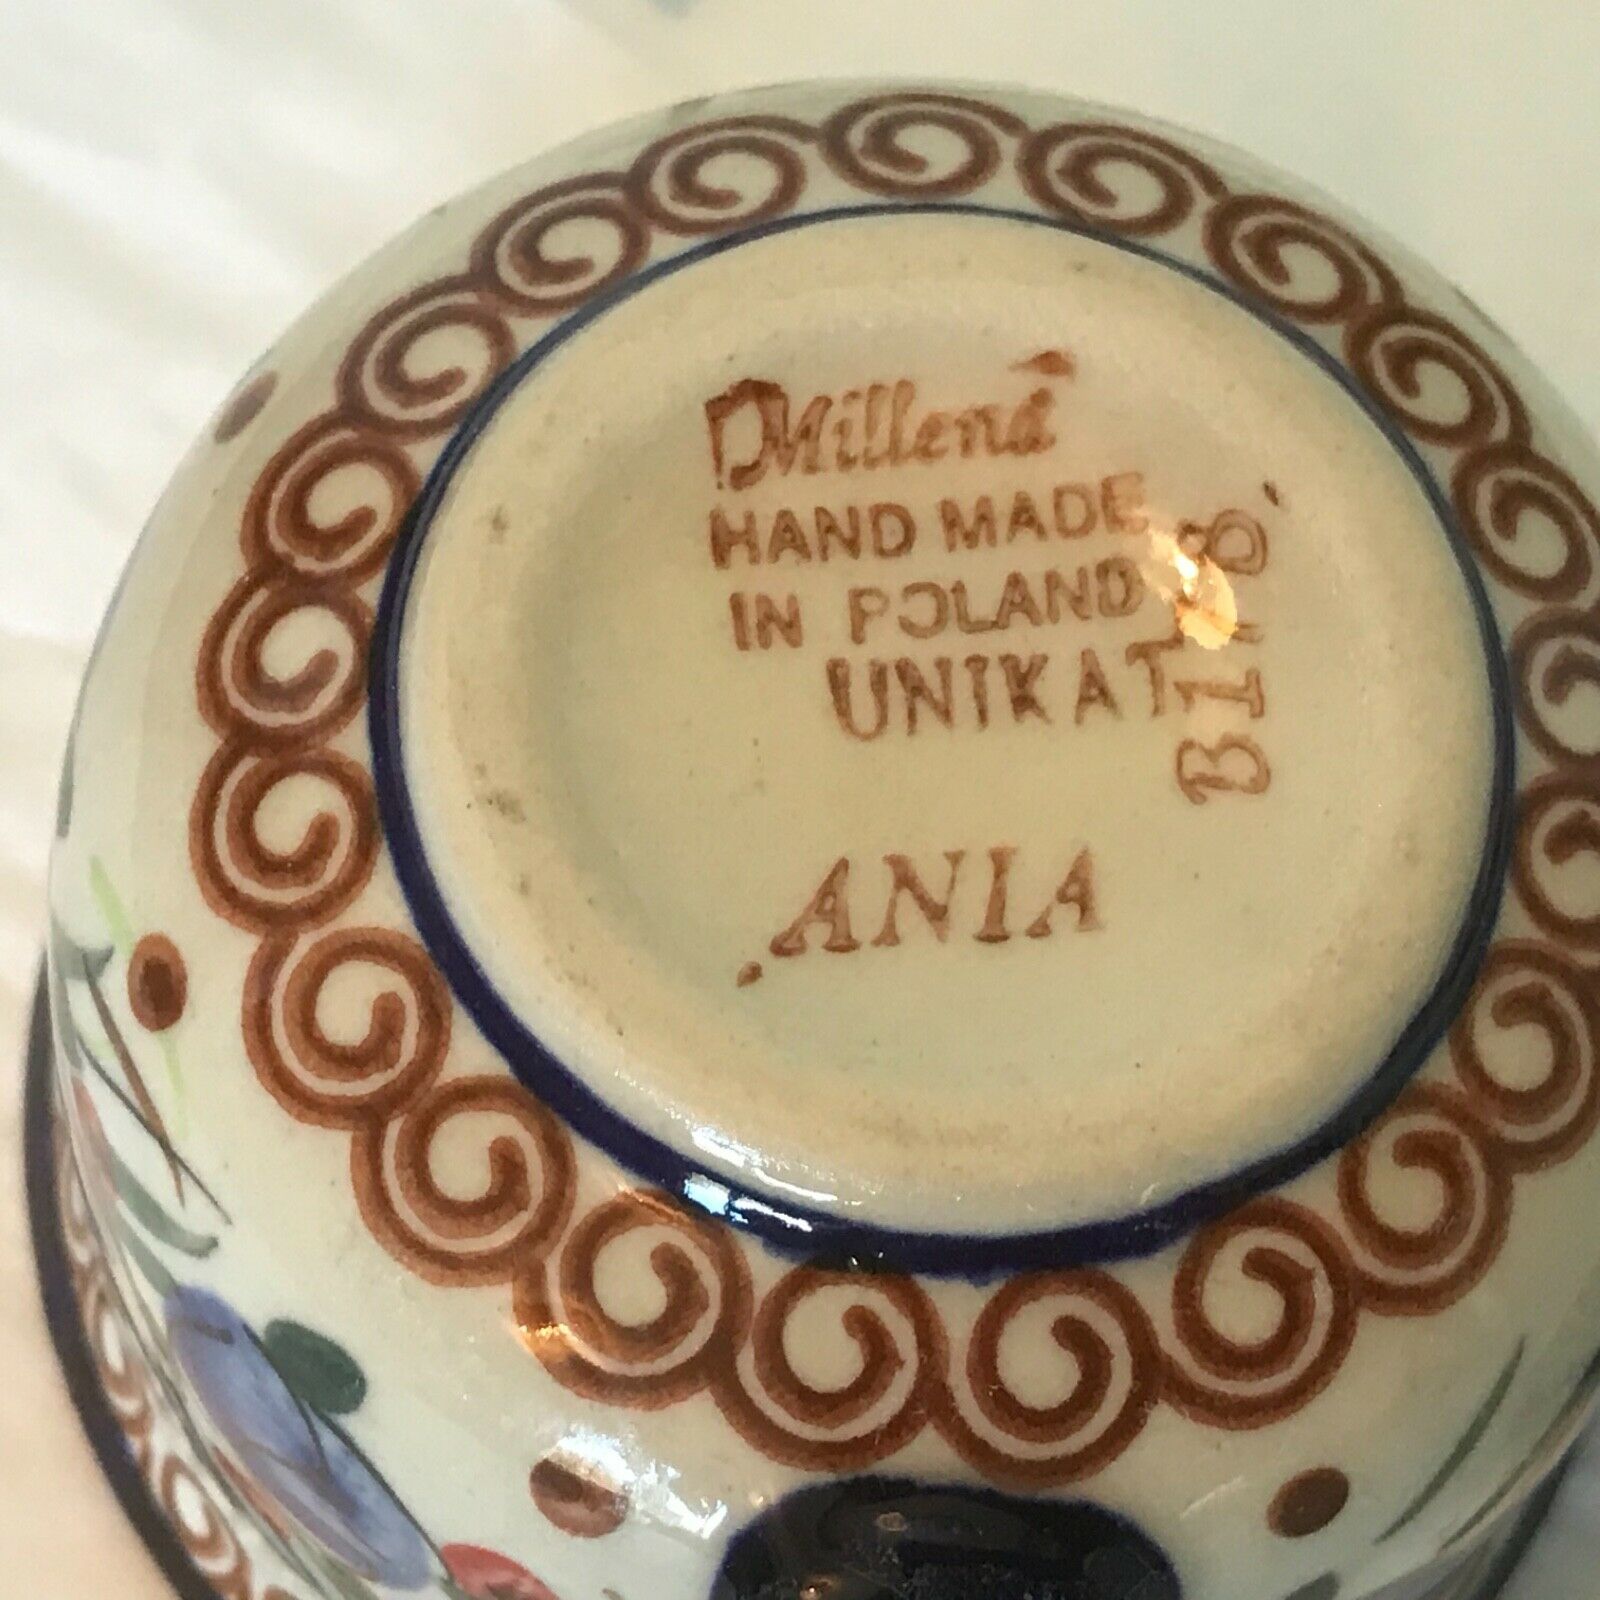 Millena
HAND MADE
IN POLAND
UNIKAT
ANIA